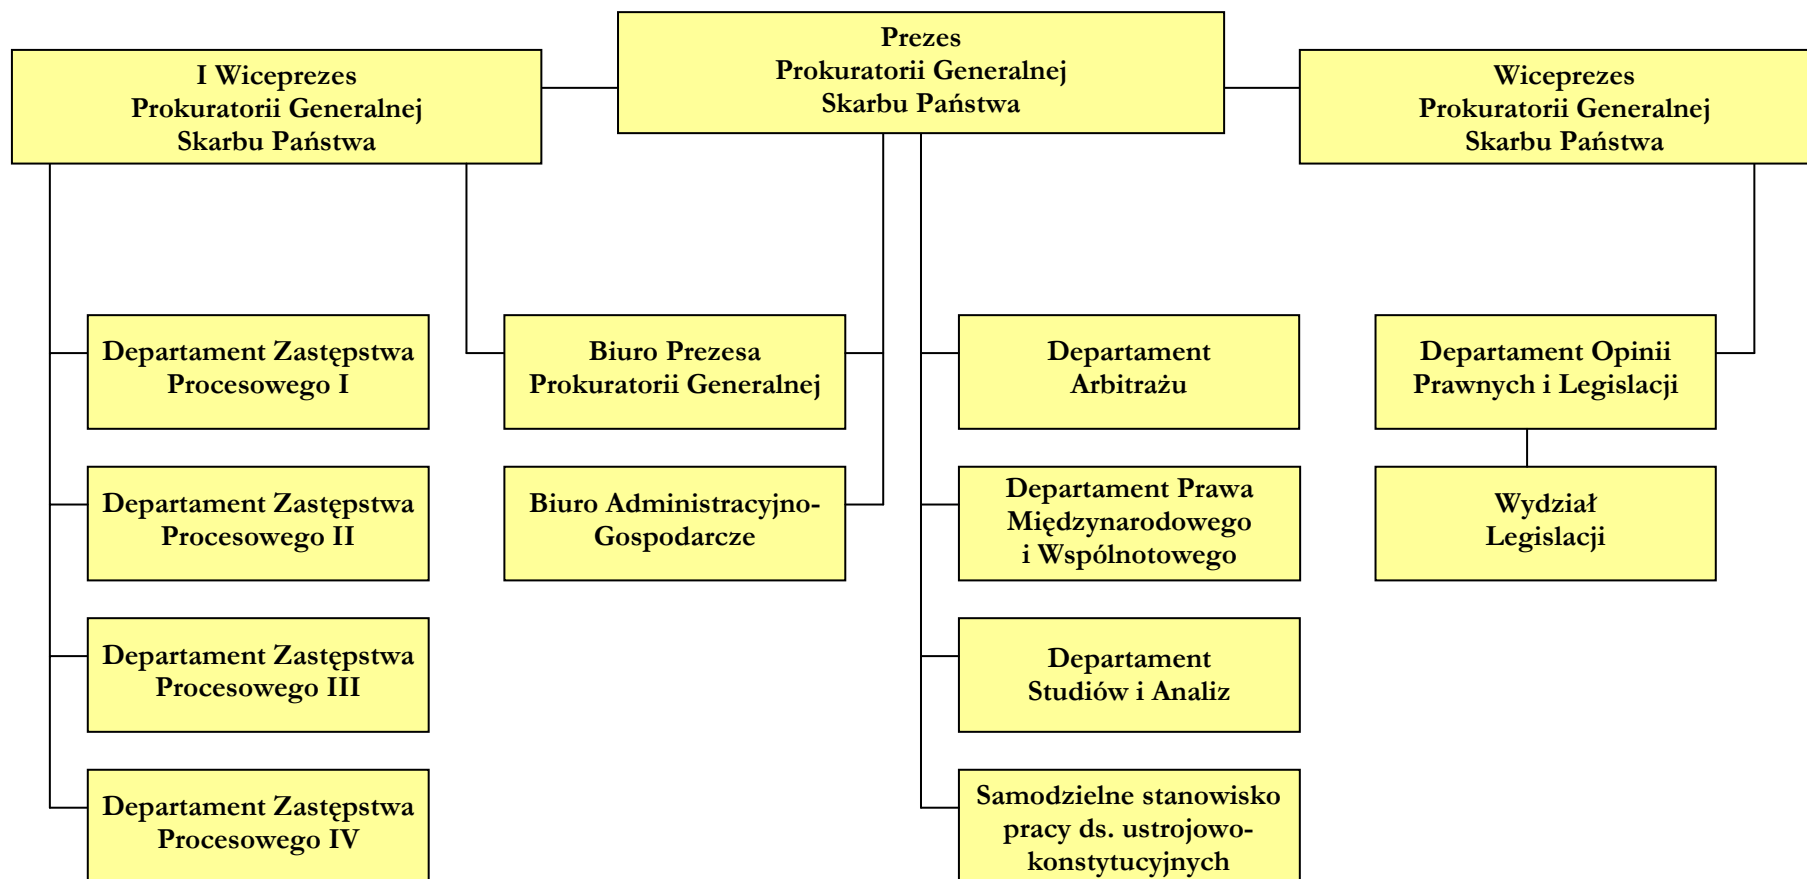 Prezes
Prokuratorii Generalnej
Skarbu Państwa
I Wiceprezes
Prokuratorii Generalnej
Skarbu Państwa
Wiceprezes
Prokuratorii Generalnej
Skarbu Państwa
Departament Zastępstwa
Procesowego I
Biuro Prezesa
Prokuratorii Generalnej
Departament
Arbitrażu
Departament Opinii
Prawnych i Legislacji
Departament Zastępstwa
Procesowego II
Biuro Administracyjno-
Gospodarcze
Departament Prawa
Międzynarodowego
i Wspólnotowego
Wydział
Legislacji
Departament Zastępstwa
Procesowego III
Departament
Studiów i Analiz
Departament Zastępstwa
Procesowego IV
Samodzielne stanowisko
pracy ds. ustrojowo-
konstytucyjnych